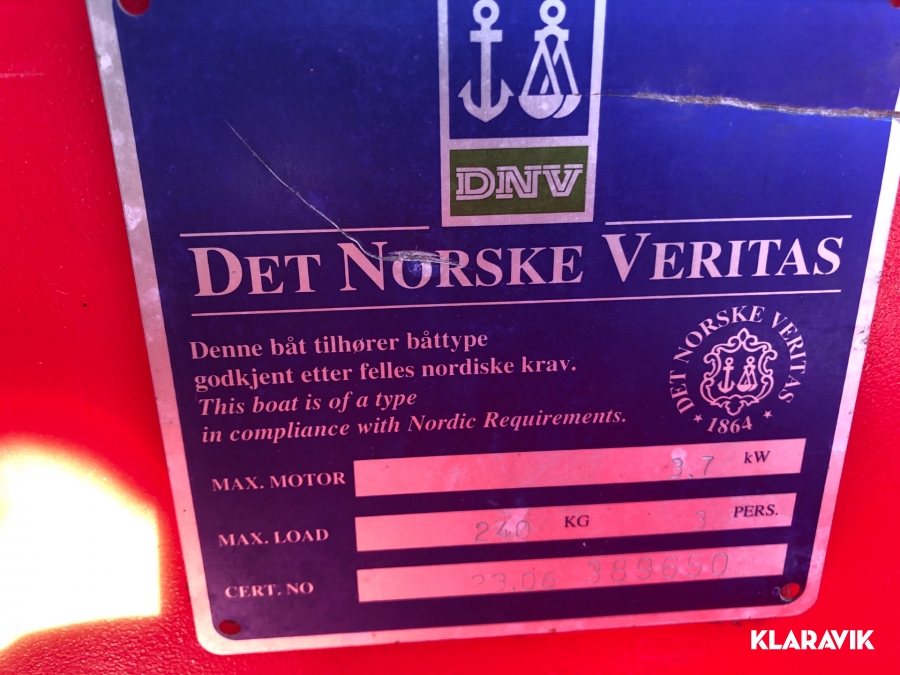 DNV
DET NORSKE VERITAS
Denne båt tilhører båttype
godkjent etter felles nordiske krav.
This boat is of a type
in compliance with Nordic Requirements.
DET NORSKE VERITAS
* 1864 *
MAX. MOTOR 3.7 kW
MAX. LOAD 240 KG 3 PERS.
CERT. NO 389650
KLARAVIK